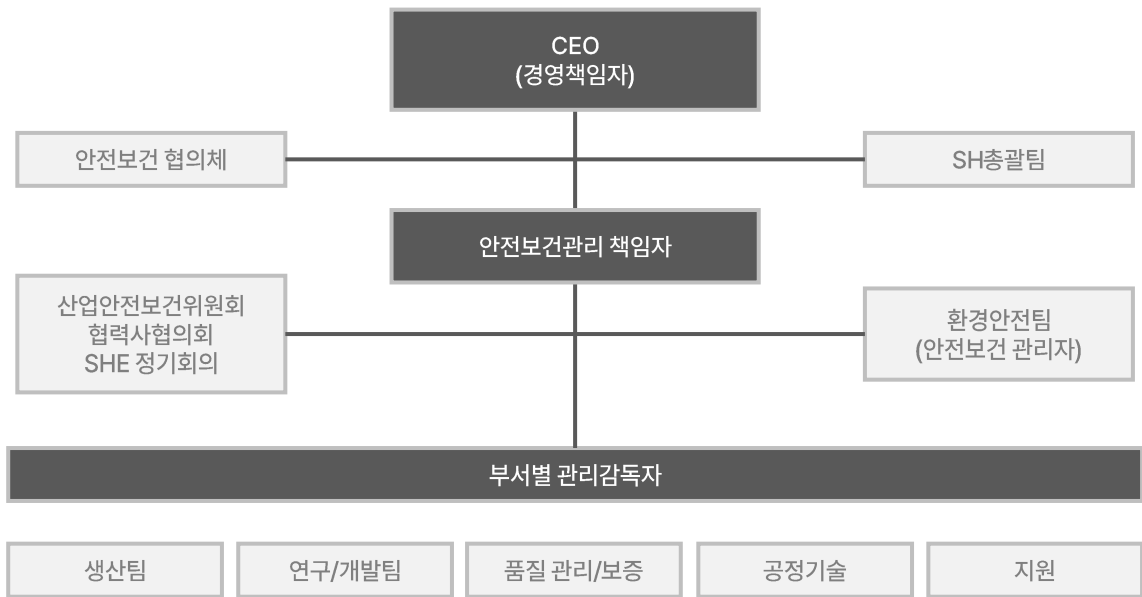 CEO
(경영책임자)
안전보건 협의체
SH총괄팀
안전보건관리 책임자
산업안전보건위원회
협력사협의회
SHE 정기회의
환경안전팀
(안전보건 관리자)
부서별 관리감독자
생산팀
연구/개발팀
품질 관리/보증
공정기술
지원